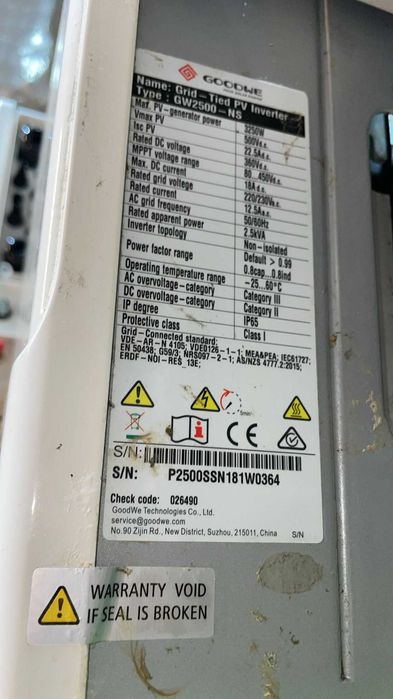 GOODWE
YOUR SOLAR ENGINE
Name: Grid-Tied PV Inverter
Type: GW2500-NS
Max. PV-generator power 3250W
Vmax PV 500Vd.c.
Isc PV 22.5Ad.c.
Rated DC voltage 360Vd.c.
MPPT voltage range 80...450Vd.c.
Max. DC current 18Ad.c.
Rated grid voltage 220/230Va.c.
Rated current 12.5Aa.c.
AC grid frequency 50/60Hz
Rated apparent power 2.5kVA
Inverter topology Non-isolated
Power factor range Default > 0.99
0.8cap...0.8ind
Operating temperature range -25...60°C
AC overvoltage-category Category III
DC overvoltage-category Category II
IP degree IP65
Protective class Class I
Grid-Connected standard:
VDE-AR-N 4105; VDE0126-1-1; MEA&PEA; IEC61727;
EN 50438; G59/3; NRS097-2-1; AS/NZS 4777.2:2015;
ERDF-NOI-RES_13E;
5min
CE
S/N:
S/N: P2500SSN181W0364
Check code: 026490
GoodWe Technologies Co., Ltd.
service@goodwe.com
No.90 Zijin Rd., New District, Suzhou, 215011, China S/N
WARRANTY VOID
IF SEAL IS BROKEN